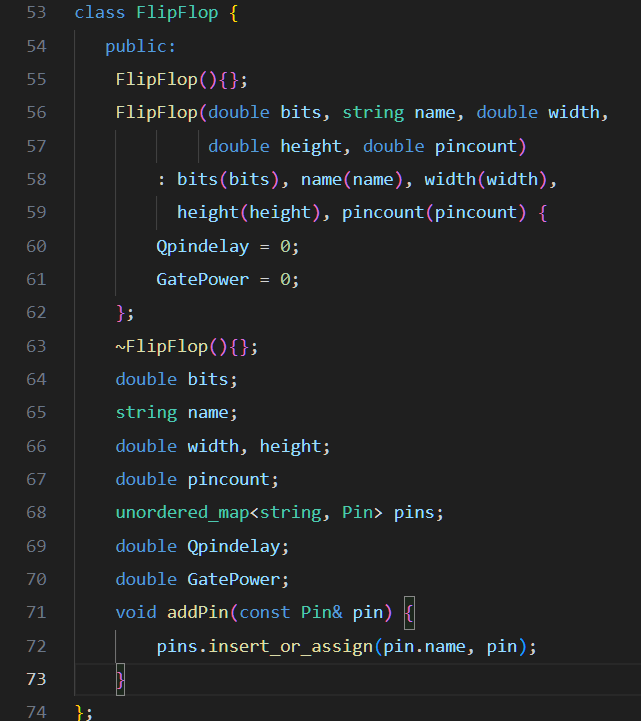 53 class FlipFlop {
54 public:
55 FlipFlop(){};
56 FlipFlop(double bits, string name, double width,
57 double height, double pincount)
58 : bits(bits), name(name), width(width),
59 height(height), pincount(pincount) {
60 Qpindelay = 0;
61 GatePower = 0;
62 };
63 ~FlipFlop(){};
64 double bits;
65 string name;
66 double width, height;
67 double pincount;
68 unordered_map<string, Pin> pins;
69 double Qpindelay;
70 double GatePower;
71 void addPin(const Pin& pin) {
72 pins.insert_or_assign(pin.name, pin);
73 }
74 };